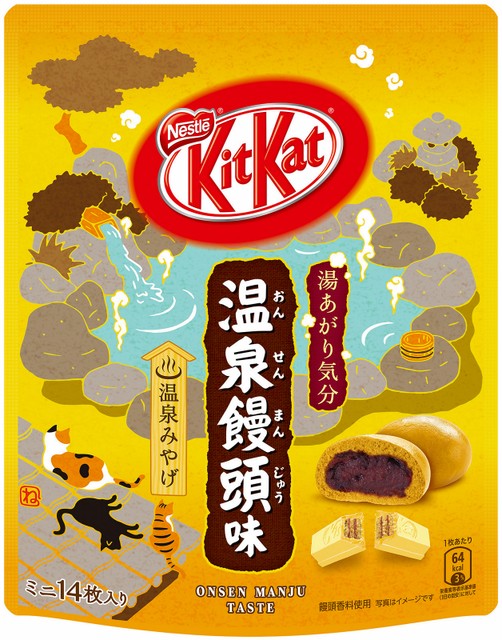 Nestlé
KitKat
湯あがり気分
おんせんまんじゅう
温泉饅頭味
温泉みやげ
ね
ミニ14枚入り
ONSEN MANJU
TASTE
饅頭香料使用 写真はイメージです
1枚あたり
64
kcal
3